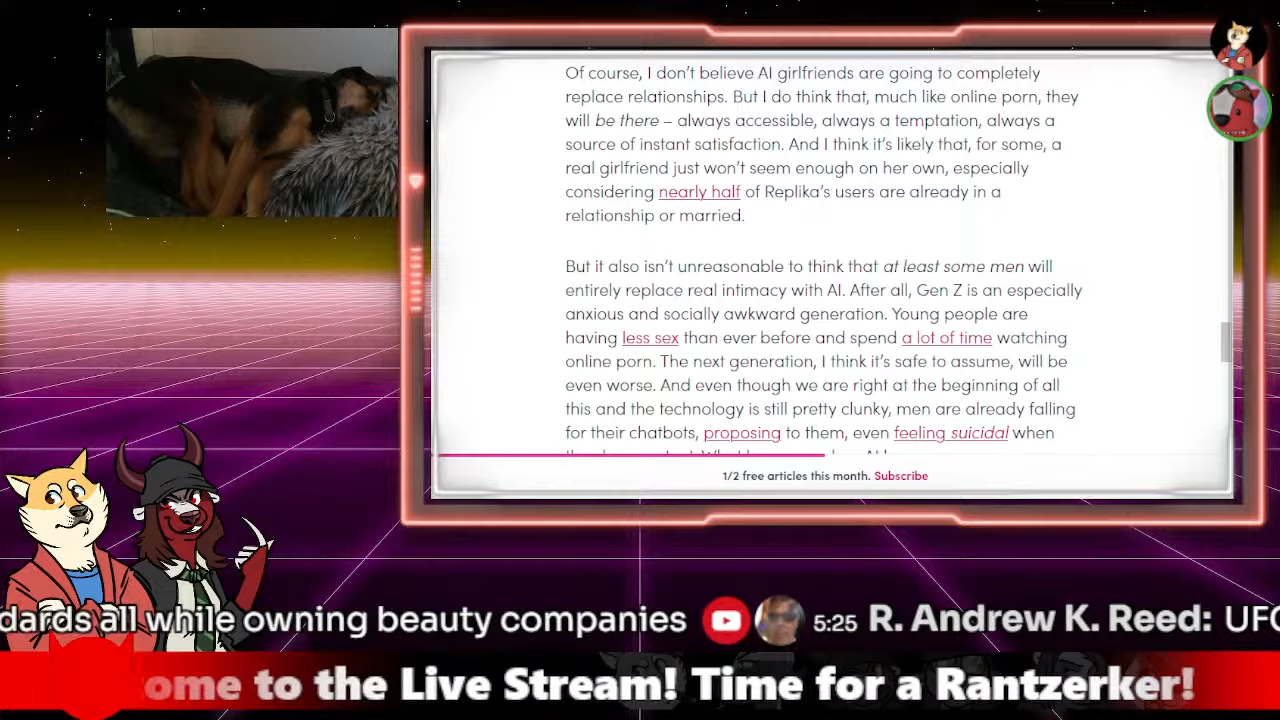 Of course, I don't believe AI girlfriends are going to completely
replace relationships. But I do think that, much like online porn, they
will be there – always accessible, always a temptation, always a
source of instant satisfaction. And I think it's likely that, for some, a
real girlfriend just won't seem enough on her own, especially
considering nearly half of Replika's users are already in a
relationship or married.
But it also isn't unreasonable to think that at least some men will
entirely replace real intimacy with AI. After all, Gen Z is an especially
anxious and socially awkward generation. Young people are
having less sex than ever before and spend a lot of time watching
online porn. The next generation, I think it's safe to assume, will be
even worse. And even though we are right at the beginning of all
this and the technology is still pretty clunky, men are already falling
for their chatbots, proposing to them, even feeling suicidal when
1/2 free articles this month. Subscribe
dards all while owning beauty companies 5:25 R. Andrew K. Reed: UFO
ome to the Live Stream! Time for a Rantzerker!